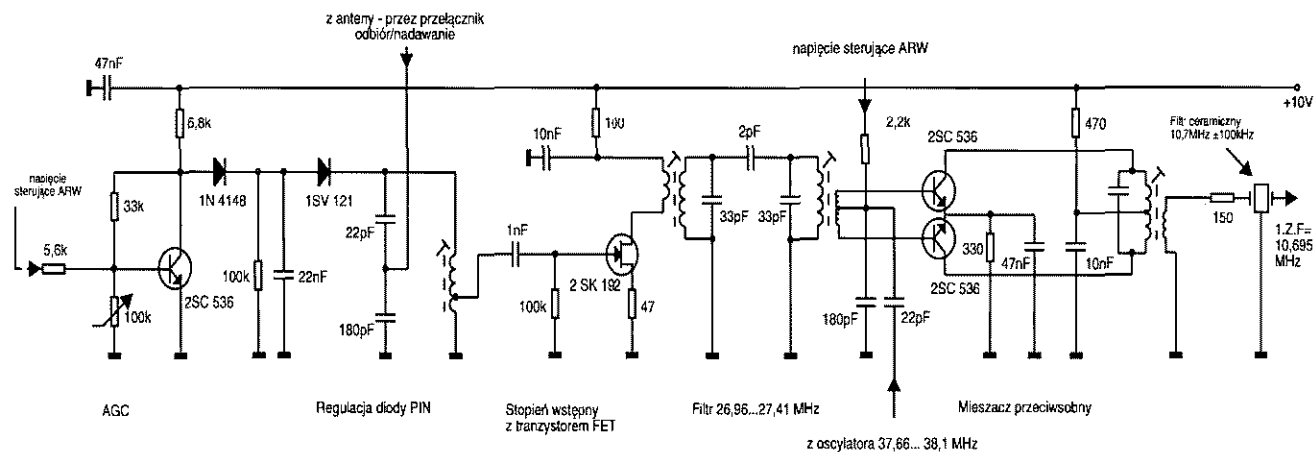 z anteny - przez przełącznik
odbiór/nadawanie
napięcie sterujące ARW
47nF
+10V
6,8k
10nF
100
2pF
2,2k
2SC 536
470
Filtr ceramiczny
10,7MHz ±100kHz
napięcie
sterujące ARW
33k
1N 4148
1SV 121
22pF
33pF
33pF
150
1.Z.F=
10,695
MHz
5,6k
1nF
330
47nF
10nF
100k
22nF
2SC 536
100k
180pF
2 SK 192
100k
47
2SC 536
180pF
22pF
AGC
Regulacja diody PIN
Stopień wstępny
z tranzystorem FET
Filtr 26,96...27,41 MHz
Mieszacz przeciwsobny
z oscylatora 37,66... 38,1 MHz